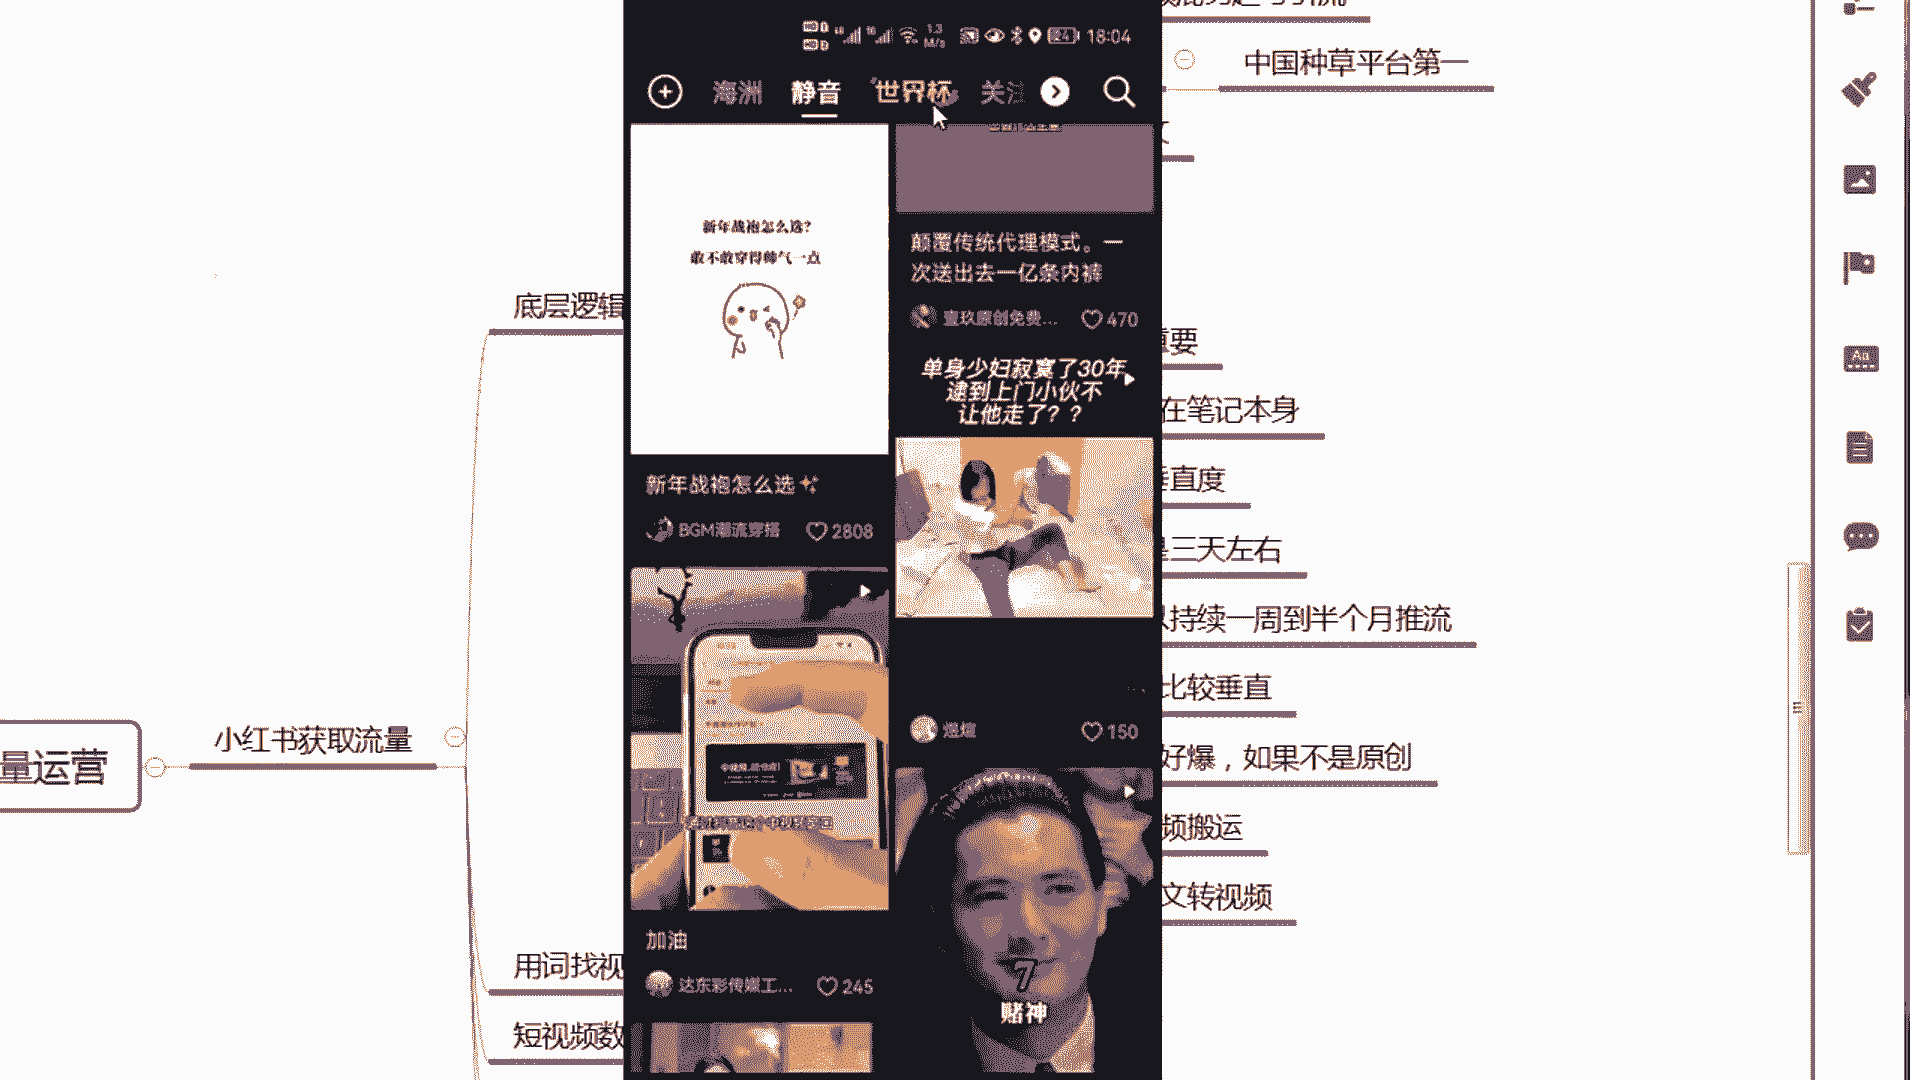 中国种草平台第一
18:04
海洲 静音 世界杯 关注
底层逻辑
新年战袍怎么选?
敢不敢穿得帅气一点
颠覆传统代理模式。一
次送出去一亿条内裤
壹玖原创免费... 470
单身少妇寂寞了30年
逮到上门小伙不
让他走了? ?
新年战袍怎么选
BGM潮流穿搭 2808
重要
在笔记本身
垂直度
是三天左右
持续一周到半个月推流
比较垂直
好爆，如果不是原创
频搬运
文转视频
量运营
小红书获取流量
煜煊 150
加油
达东彩传媒工... 245
7
赌神
用词找视
短视频数